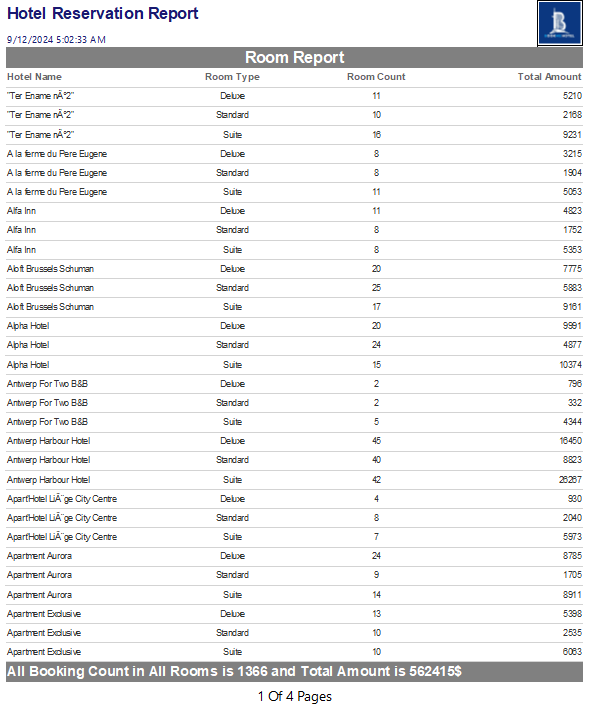 Hotel Reservation Report
9/12/2024 5:02:33 AM
Room Report
Hotel Name Room Type Room Count Total Amount
"Ter Ename nÂº2" Deluxe 11 5210
"Ter Ename nÂº2" Standard 10 2168
"Ter Ename nÂº2" Suite 16 9231
A la ferme du Pere Eugene Deluxe 8 3215
A la ferme du Pere Eugene Standard 8 1904
A la ferme du Pere Eugene Suite 11 5053
Alfa Inn Deluxe 11 4823
Alfa Inn Standard 8 1752
Alfa Inn Suite 8 5353
Aloft Brussels Schuman Deluxe 20 7775
Aloft Brussels Schuman Standard 25 5883
Aloft Brussels Schuman Suite 17 9161
Alpha Hotel Deluxe 20 9991
Alpha Hotel Standard 24 4877
Alpha Hotel Suite 15 10374
Antwerp For Two B&B Deluxe 2 796
Antwerp For Two B&B Standard 2 332
Antwerp For Two B&B Suite 5 4344
Antwerp Harbour Hotel Deluxe 45 16450
Antwerp Harbour Hotel Standard 40 8823
Antwerp Harbour Hotel Suite 42 26267
Apart'Hotel LiÃ¨ge City Centre Deluxe 4 930
Apart'Hotel LiÃ¨ge City Centre Standard 8 2040
Apart'Hotel LiÃ¨ge City Centre Suite 7 5973
Apartment Aurora Deluxe 24 8785
Apartment Aurora Standard 9 1705
Apartment Aurora Suite 14 8911
Apartment Exclusive Deluxe 13 5398
Apartment Exclusive Standard 10 2535
Apartment Exclusive Suite 10 6063
All Booking Count in All Rooms is 1366 and Total Amount is 562415$
1 Of 4 Pages